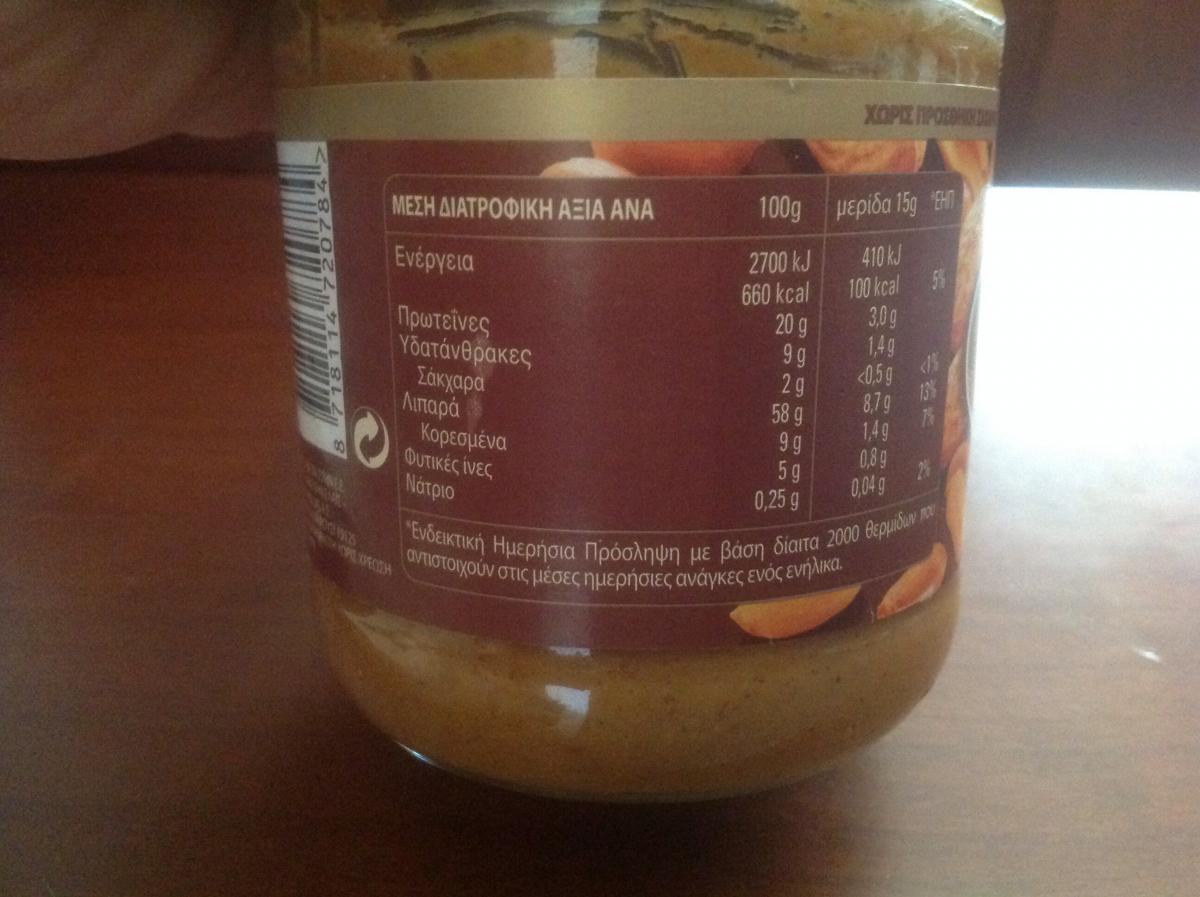 ΧΩΡΙΣ ΠΡΟΣΘΗΚΗ
ΜΕΣΗ ΔΙΑΤΡΟΦΙΚΗ ΑΞΙΑ ΑΝΑ 100g μερίδα 15g *ΕΗΠ
Ενέργεια 2700 kJ 410 kJ
660 kcal 100 kcal 5%
Πρωτεΐνες 20 g 3,0 g
Υδατάνθρακες 9 g 1,4 g
Σάκχαρα 2 g <0,5 g <1%
Λιπαρά 58 g 8,7 g 13%
Κορεσμένα 9 g 1,4 g 7%
Φυτικές ίνες 5 g 0,8 g
Νάτριο 0,25 g 0,04 g 2%
*Ενδεικτική Ημερήσια Πρόσληψη με βάση δίαιτα 2000 θερμίδων που
αντιστοιχούν στις μέσες ημερήσιες ανάγκες ενός ενήλικα.
8 718114 720784 >
ΧΩΡΙΣ ΧΡΕΩΣΗ